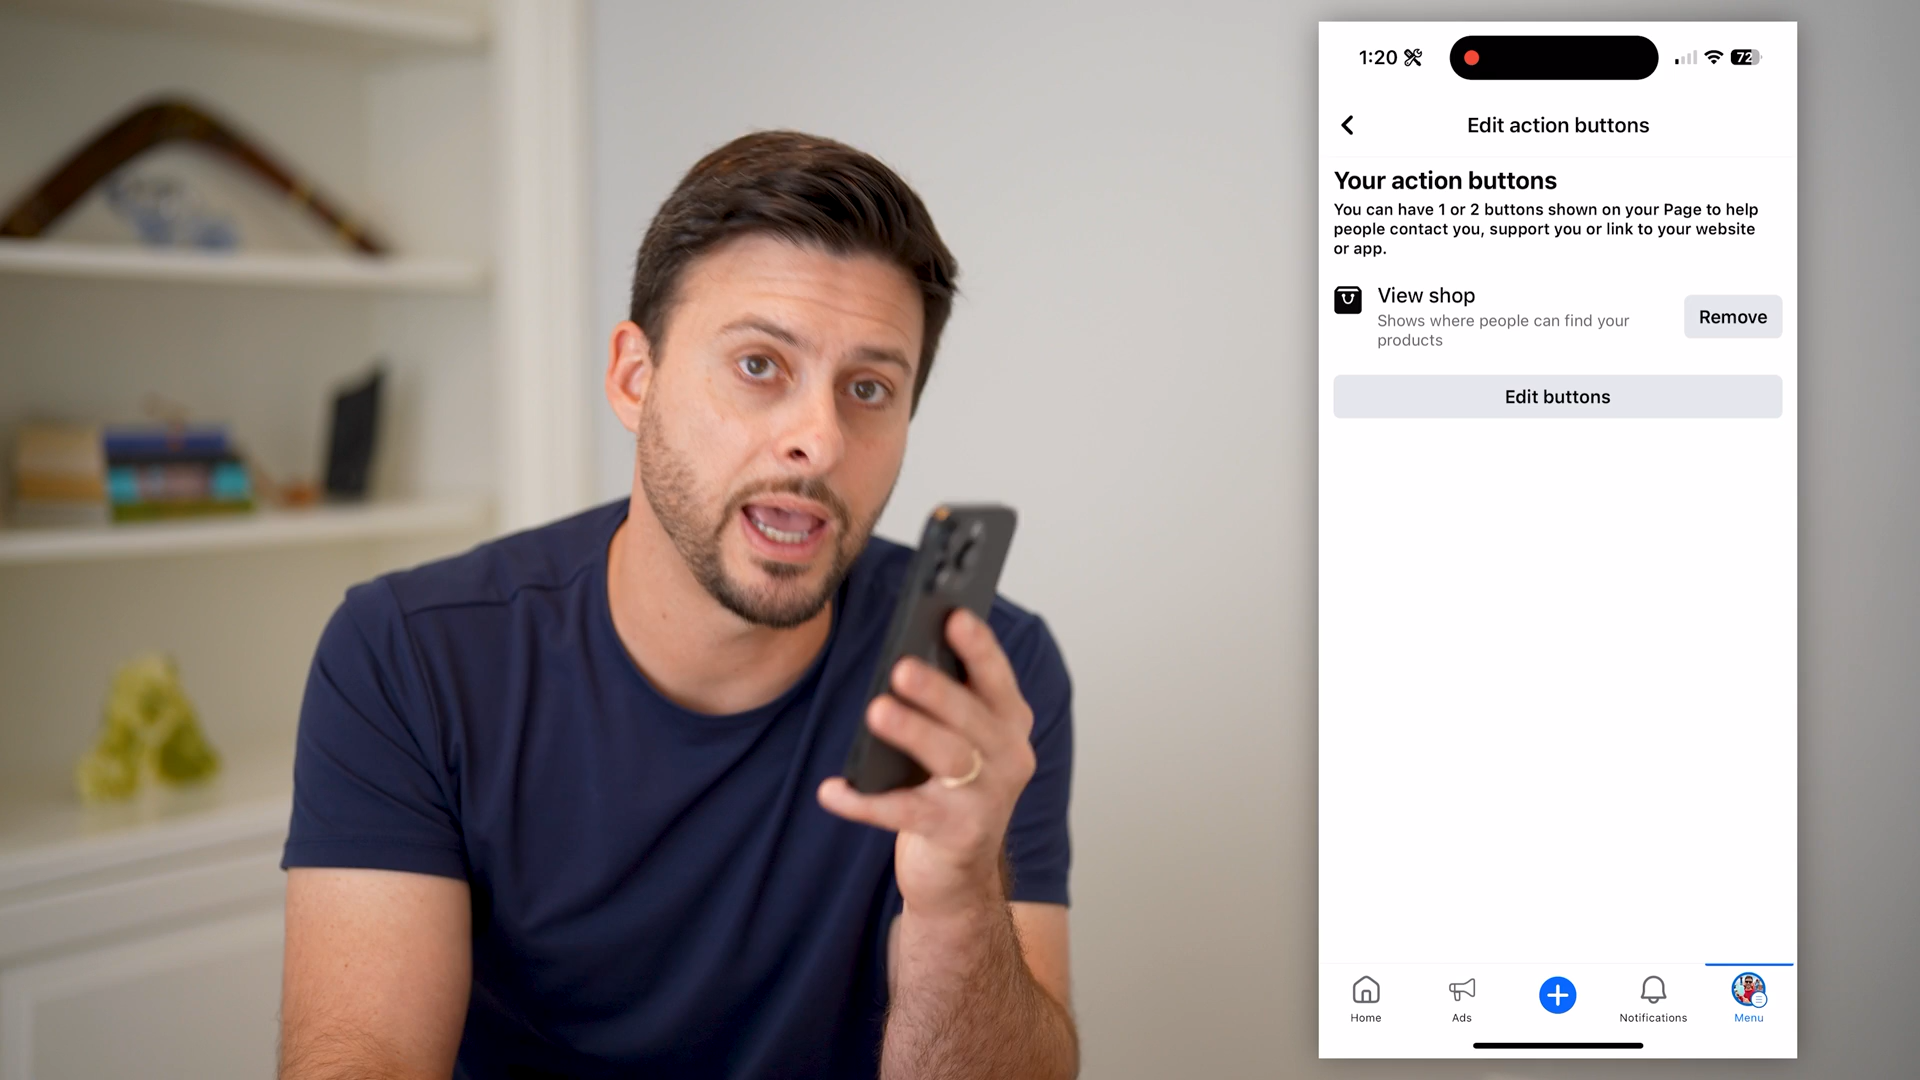 1:20
72
Edit action buttons
Your action buttons
You can have 1 or 2 buttons shown on your Page to help
people contact you, support you or link to your website
or app.
View shop
Shows where people can find your
products
Remove
Edit buttons
Home
Ads
Notifications
Menu